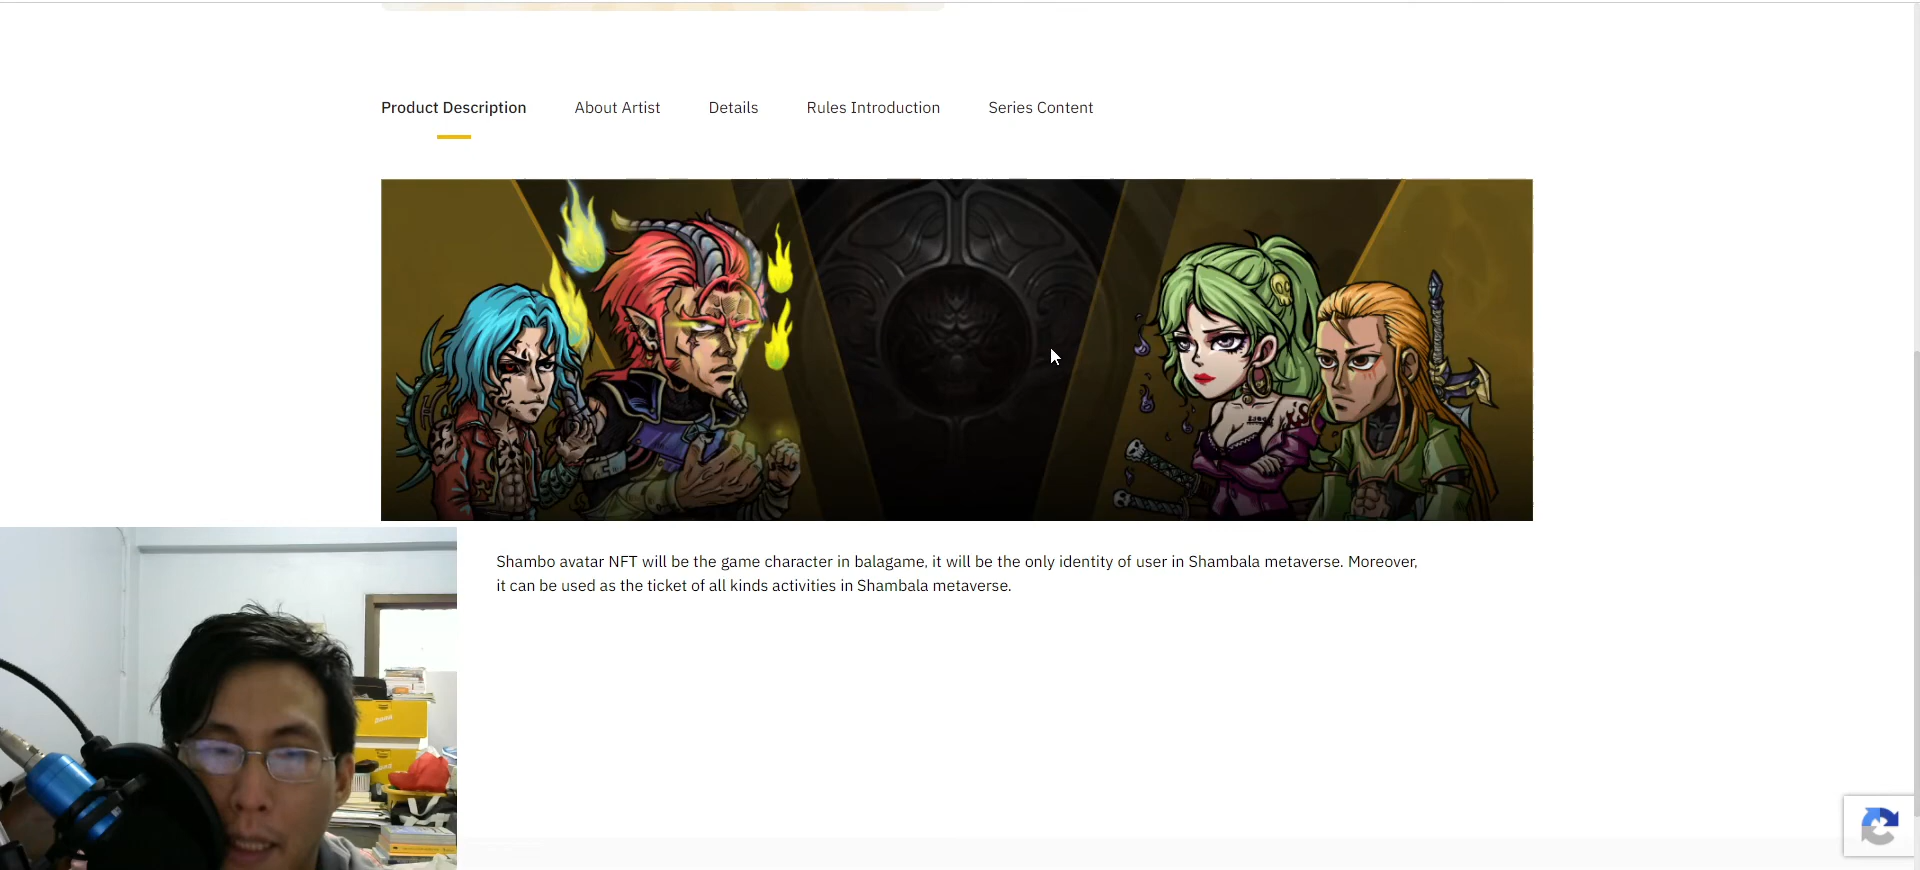 Product Description
About Artist
Details
Rules Introduction
Series Content
Shambo avatar NFT will be the game character in balagame, it will be the only identity of user in Shambala metaverse. Moreover,
it can be used as the ticket of all kinds activities in Shambala metaverse.